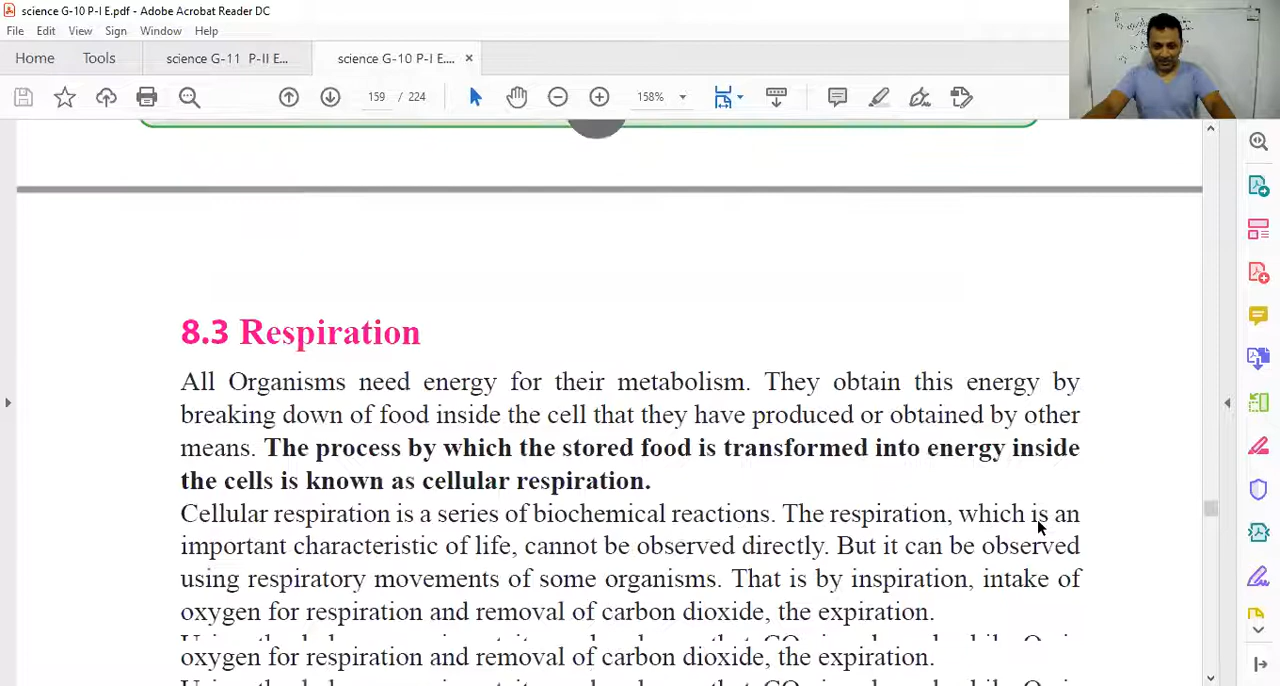 science G-10 P-I E.pdf - Adobe Acrobat Reader DC
File Edit View Sign Window Help
Home Tools science G-11 P-II E... science G-10 P-I E... ×
159 / 224 158%
8.3 Respiration
All Organisms need energy for their metabolism. They obtain this energy by
breaking down of food inside the cell that they have produced or obtained by other
means. The process by which the stored food is transformed into energy inside
the cells is known as cellular respiration.
Cellular respiration is a series of biochemical reactions. The respiration, which is an
important characteristic of life, cannot be observed directly. But it can be observed
using respiratory movements of some organisms. That is by inspiration, intake of
oxygen for respiration and removal of carbon dioxide, the expiration.
oxygen for respiration and removal of carbon dioxide, the expiration.